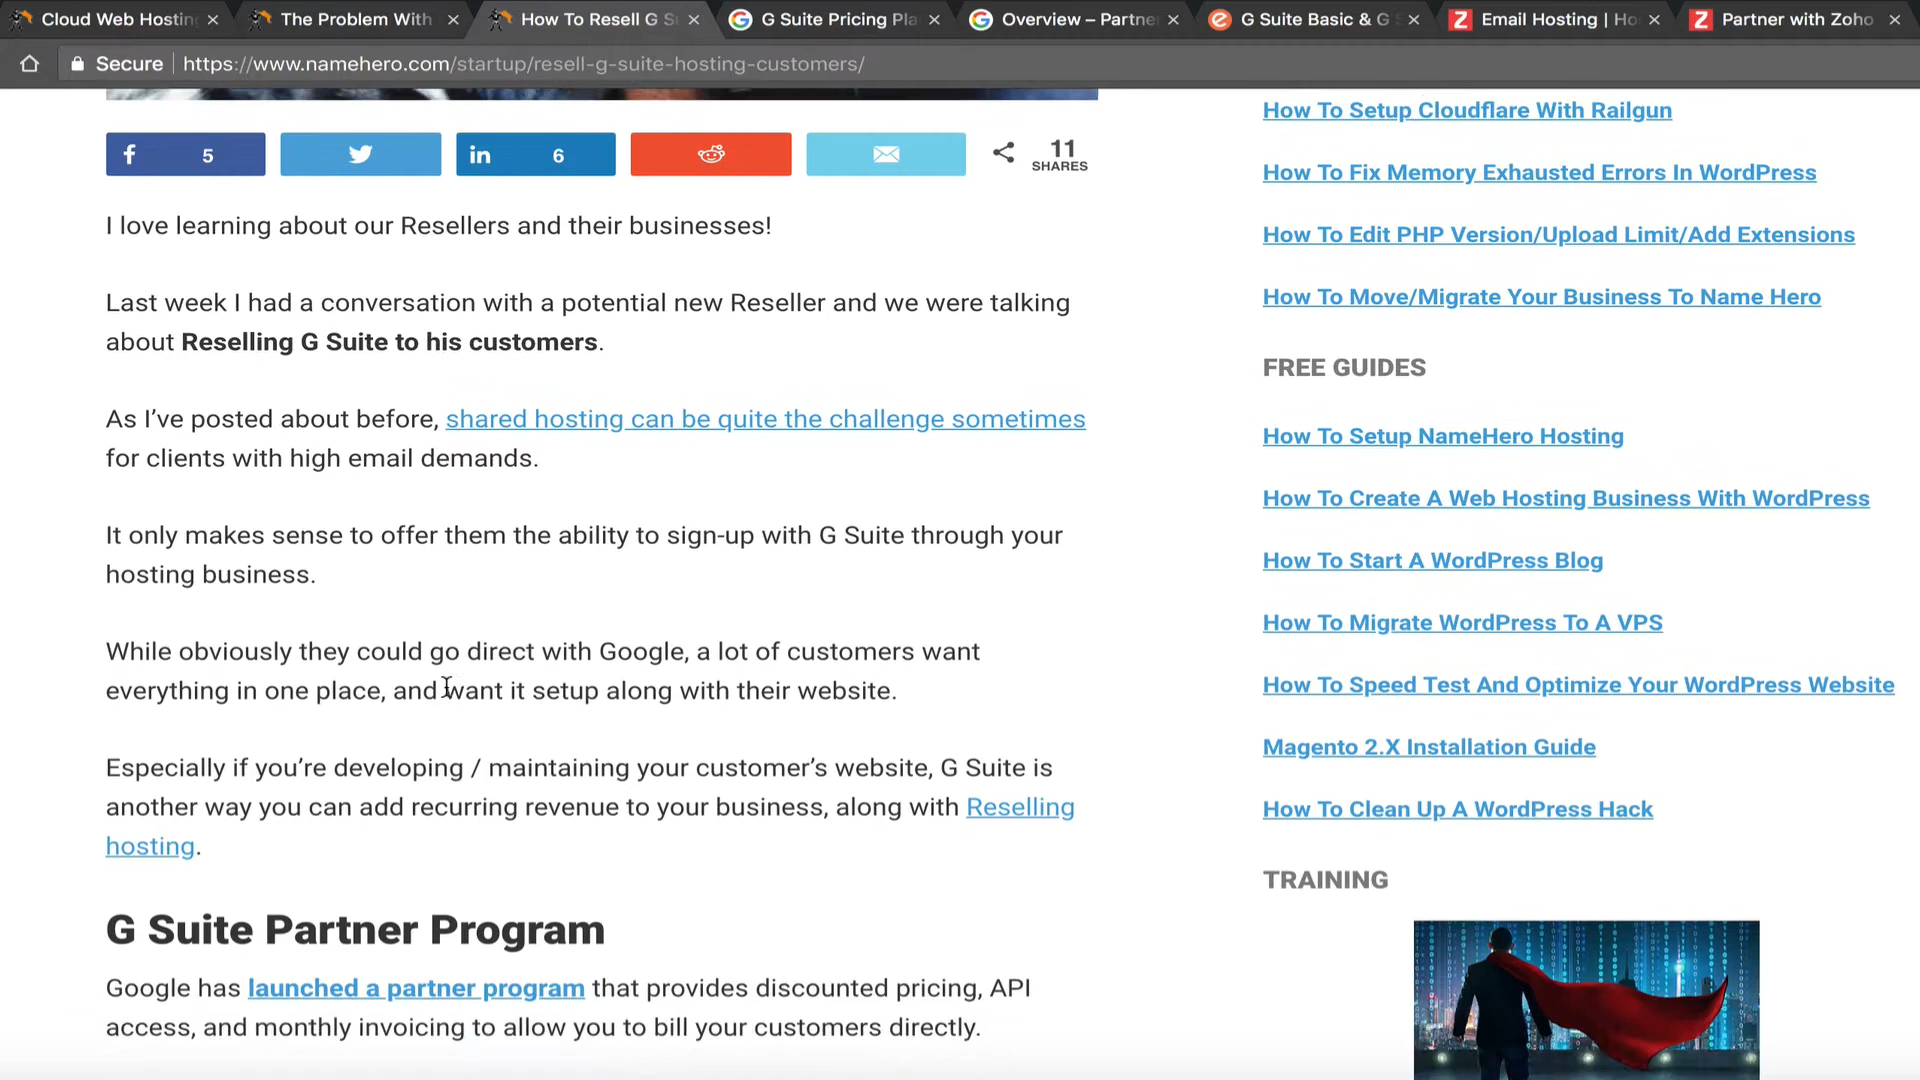 Cloud Web Hostin
The Problem With
How To Resell G S
G Suite Pricing Pla
Overview – Partne
G Suite Basic & G S
Email Hosting | Ho
Partner with Zoho
Secure
https://www.namehero.com/startup/resell-g-suite-hosting-customers/
5
6
11
SHARES
I love learning about our Resellers and their businesses!
Last week I had a conversation with a potential new Reseller and we were talking
about Reselling G Suite to his customers.
As I’ve posted about before, shared hosting can be quite the challenge sometimes
for clients with high email demands.
It only makes sense to offer them the ability to sign-up with G Suite through your
hosting business.
While obviously they could go direct with Google, a lot of customers want
everything in one place, and want it setup along with their website.
Especially if you’re developing / maintaining your customer’s website, G Suite is
another way you can add recurring revenue to your business, along with Reselling
hosting.
G Suite Partner Program
Google has launched a partner program that provides discounted pricing, API
access, and monthly invoicing to allow you to bill your customers directly.
How To Setup Cloudflare With Railgun
How To Fix Memory Exhausted Errors In WordPress
How To Edit PHP Version/Upload Limit/Add Extensions
How To Move/Migrate Your Business To Name Hero
FREE GUIDES
How To Setup NameHero Hosting
How To Create A Web Hosting Business With WordPress
How To Start A WordPress Blog
How To Migrate WordPress To A VPS
How To Speed Test And Optimize Your WordPress Website
Magento 2.X Installation Guide
How To Clean Up A WordPress Hack
TRAINING